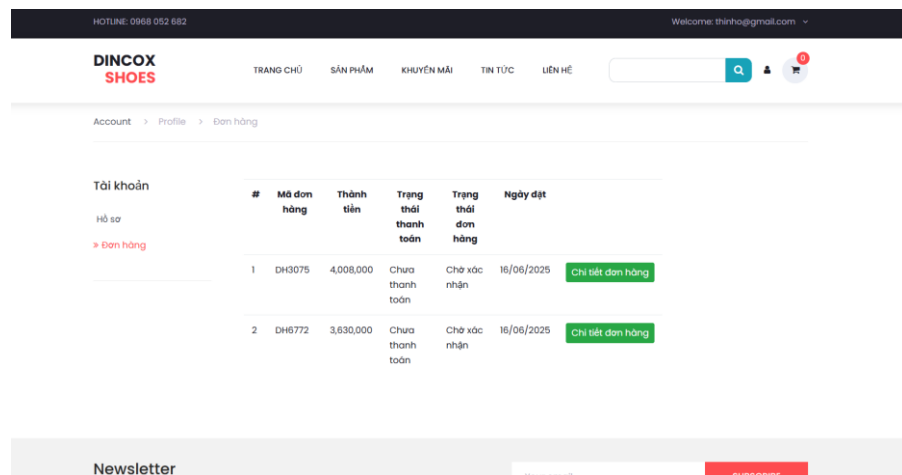 HOTLINE: 0968 052 682
Welcome: thinho@gmail.com
DINCOX
SHOES
TRANG CHỦ SẢN PHẨM KHUYẾN MÃI TIN TỨC LIÊN HỆ
0
Account > Profile > Đơn hàng
Tài khoản
Hồ sơ
» Đơn hàng
# Mã đơn hàng Thành tiền Trạng thái thanh toán Trạng thái đơn hàng Ngày đặt
1 DH3075 4,008,000 Chưa thanh toán Chờ xác nhận 16/06/2025 Chi tiết đơn hàng
2 DH6772 3,630,000 Chưa thanh toán Chờ xác nhận 16/06/2025 Chi tiết đơn hàng
Newsletter
SUBSCRIBE